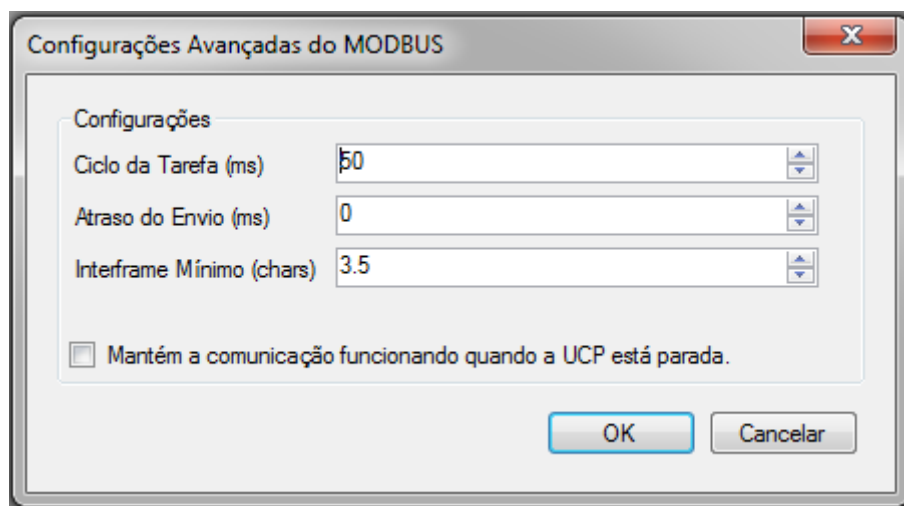 Configurações Avançadas do MODBUS
Configurações
Ciclo da Tarefa (ms) 50
Atraso do Envio (ms) 0
Interframe Mínimo (chars) 3.5
Mantém a comunicação funcionando quando a UCP está parada.
OK Cancelar